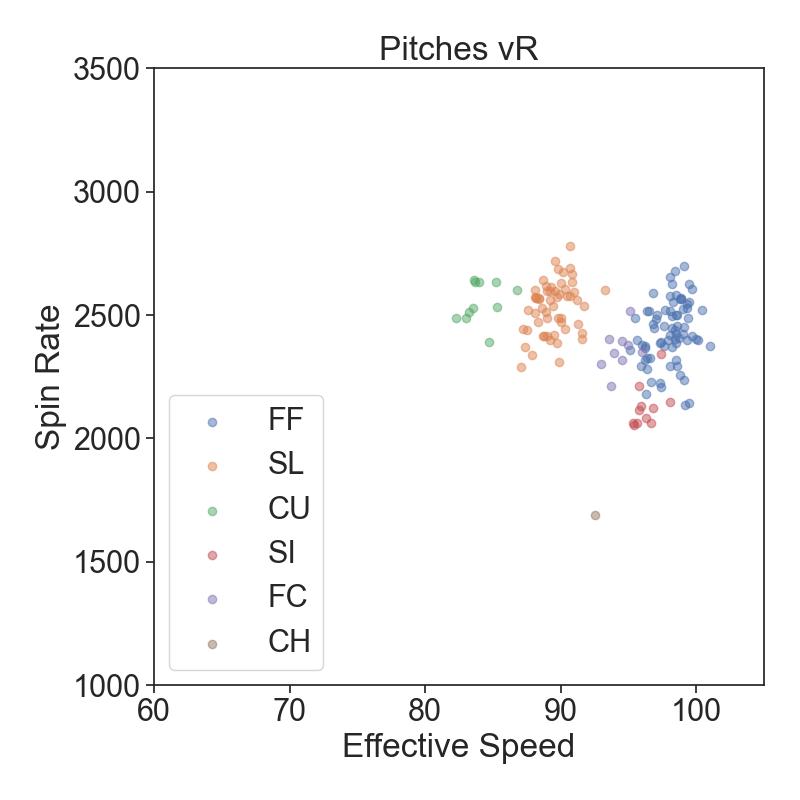 Pitches vR
3500
3000
2500
2000
1500
1000
Spin Rate
FF
SL
CU
SI
FC
CH
60 70 80 90 100
Effective Speed